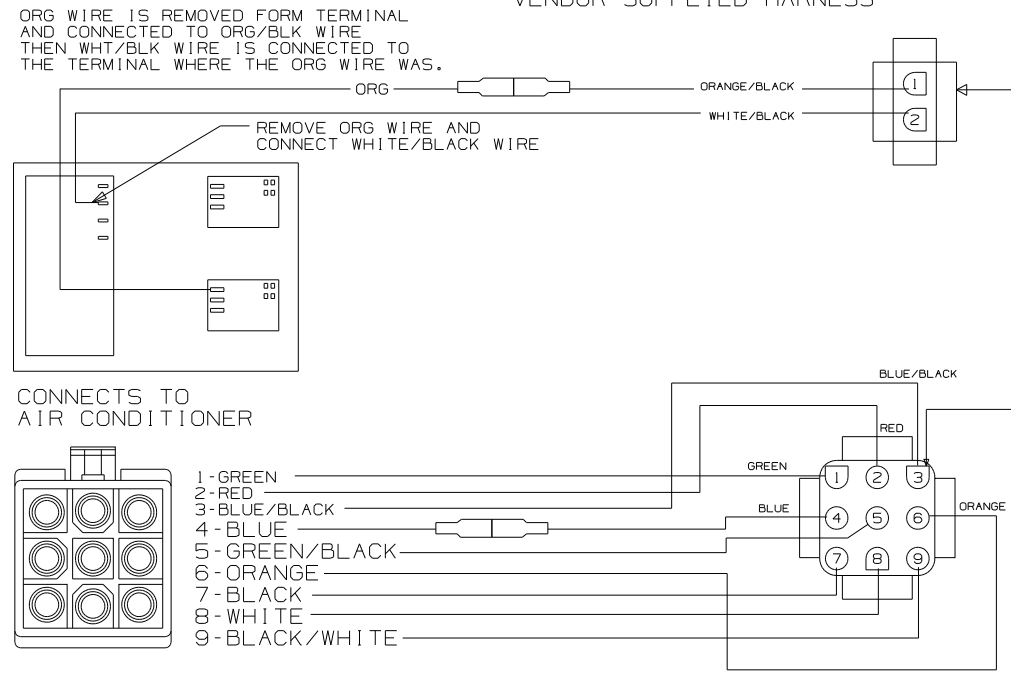 VENDOR SUPPLIED HARNESS
ORG WIRE IS REMOVED FORM TERMINAL
AND CONNECTED TO ORG/BLK WIRE
THEN WHT/BLK WIRE IS CONNECTED TO
THE TERMINAL WHERE THE ORG WIRE WAS.
ORG
ORANGE/BLACK
1
WHITE/BLACK
2
REMOVE ORG WIRE AND
CONNECT WHITE/BLACK WIRE
CONNECTS TO
AIR CONDITIONER
BLUE/BLACK
RED
GREEN
BLUE
ORANGE
1 2 3
4 5 6
7 8 9
1-GREEN
2-RED
3-BLUE/BLACK
4-BLUE
5-GREEN/BLACK
6-ORANGE
7-BLACK
8-WHITE
9-BLACK/WHITE